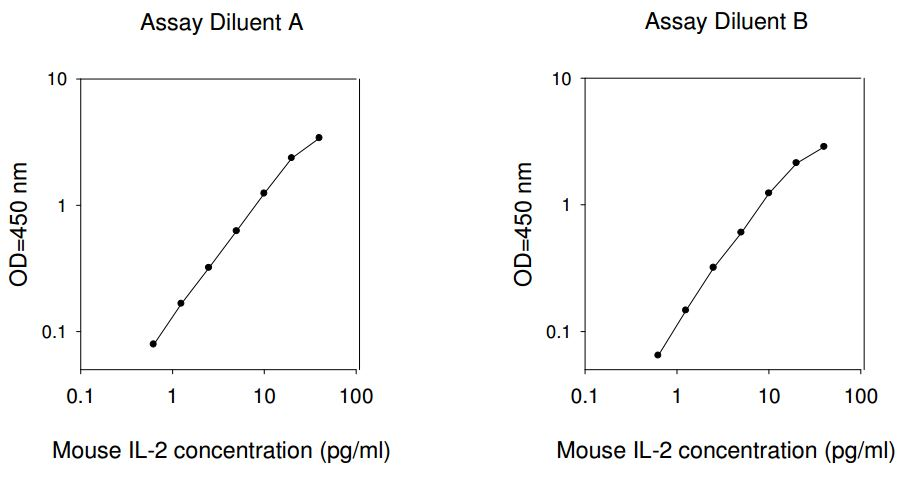 Assay Diluent A
10
1
0.1
OD=450 nm
0.1 1 10 100
Mouse IL-2 concentration (pg/ml)
Assay Diluent B
10
1
0.1
OD=450 nm
0.1 1 10 100
Mouse IL-2 concentration (pg/ml)